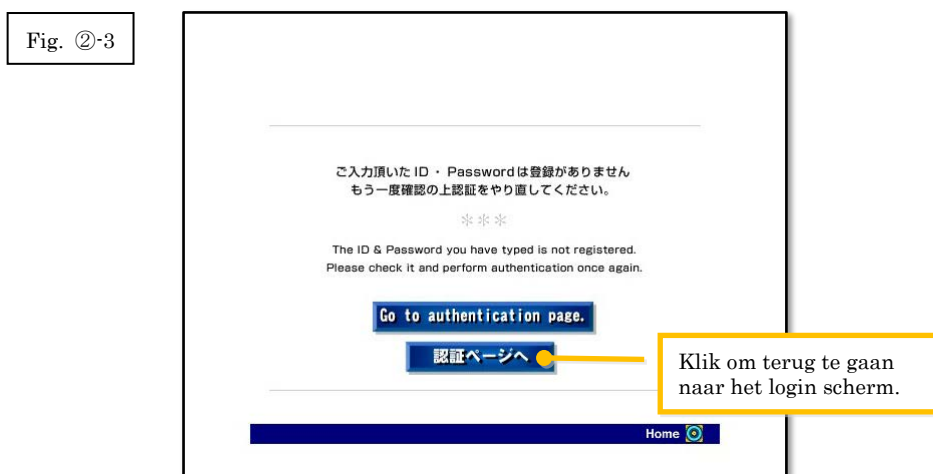 Fig. ②-3
ご入力頂いた ID ・ Passwordは登録がありません
もう一度確認の上認証をやり直してください。
***
The ID & Password you have typed is not registered.
Please check it and perform authentication once again.
Go to authentication page.
認証ページへ
Klik om terug te gaan
naar het login scherm.
Home